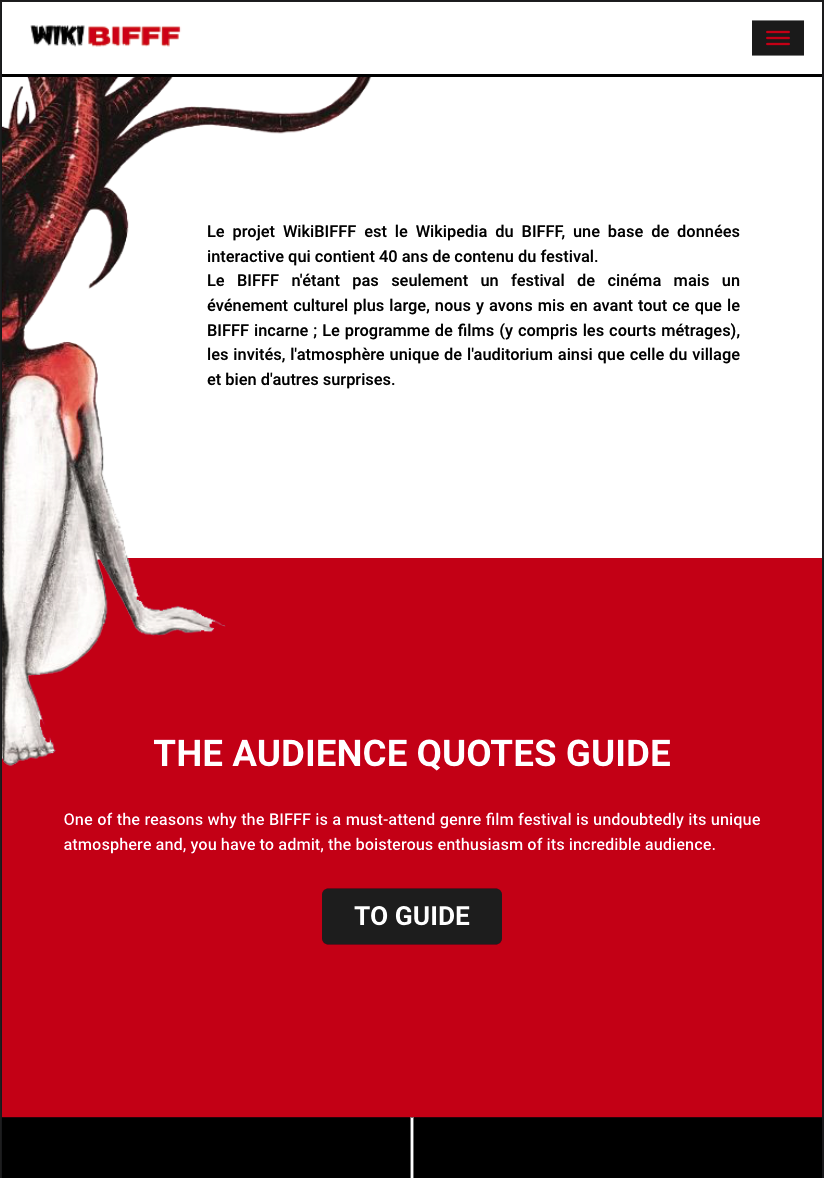 WIKIBIFFF
Le projet WikiBIFFF est le Wikipedia du BIFFF, une base de données
interactive qui contient 40 ans de contenu du festival.
Le BIFFF n'étant pas seulement un festival de cinéma mais un
événement culturel plus large, nous y avons mis en avant tout ce que le
BIFFF incarne ; Le programme de films (y compris les courts métrages),
les invités, l'atmosphère unique de l'auditorium ainsi que celle du village
et bien d'autres surprises.
THE AUDIENCE QUOTES GUIDE
One of the reasons why the BIFFF is a must-attend genre film festival is undoubtedly its unique
atmosphere and, you have to admit, the boisterous enthusiasm of its incredible audience.
TO GUIDE